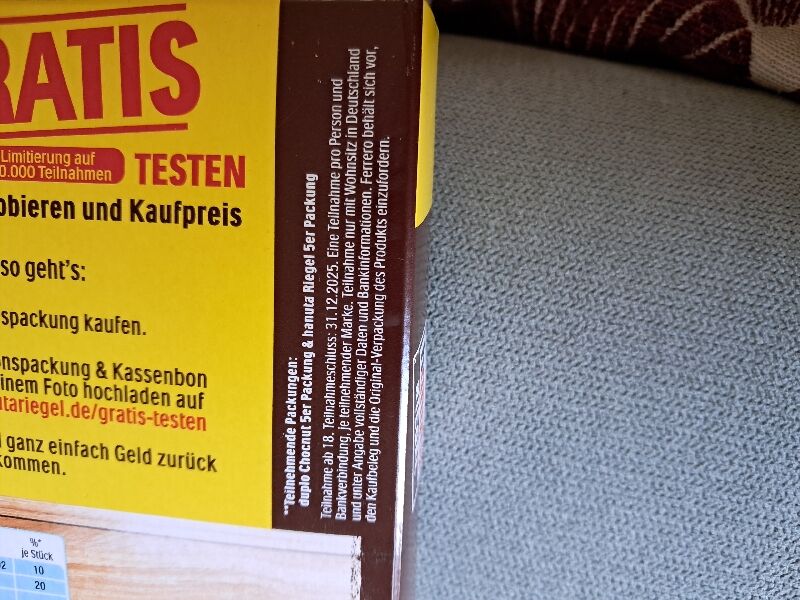 RATIS
Limitierung auf
0.000 Teilnahmen
TESTEN
obieren und Kaufpreis
so geht's:
spackung kaufen.
onspackung & Kassenbon
inem Foto hochladen auf
utariegel.de/gratis-testen
ganz einfach Geld zurück
kommen.
%*
je Stück
10
20
**Teilnehmende Packungen:
duplo Chocnut 5er Packung & hanuta Riegel 5er Packung
Teilnahme ab 18. Teilnahmeschluss: 31.12.2025. Eine Teilnahme pro Person und
Bankverbindung, je teilnehmender Marke. Teilnahme nur mit Wohnsitz in Deutschland
und unter Angabe vollständiger Daten und Bankinformationen. Ferrero behält sich vor,
den Kaufbeleg und die Original-Verpackung des Produkts einzufordern.